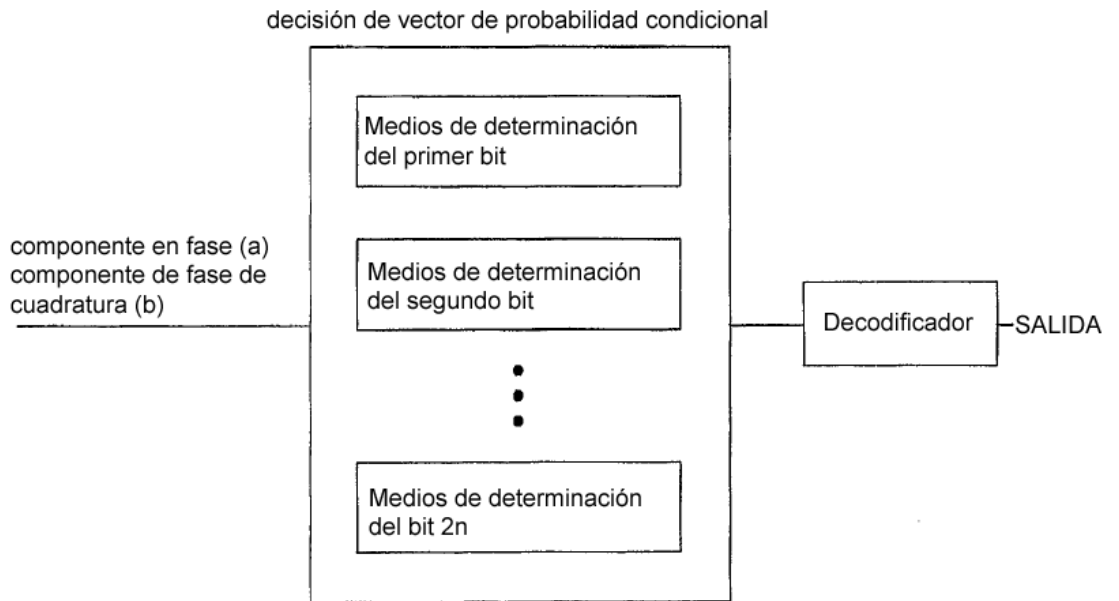 decisión de vector de probabilidad condicional
Medios de determinación
del primer bit
componente en fase (a)
componente de fase de
cuadratura (b)
Medios de determinación
del segundo bit
Decodificador
SALIDA
Medios de determinación
del bit 2n